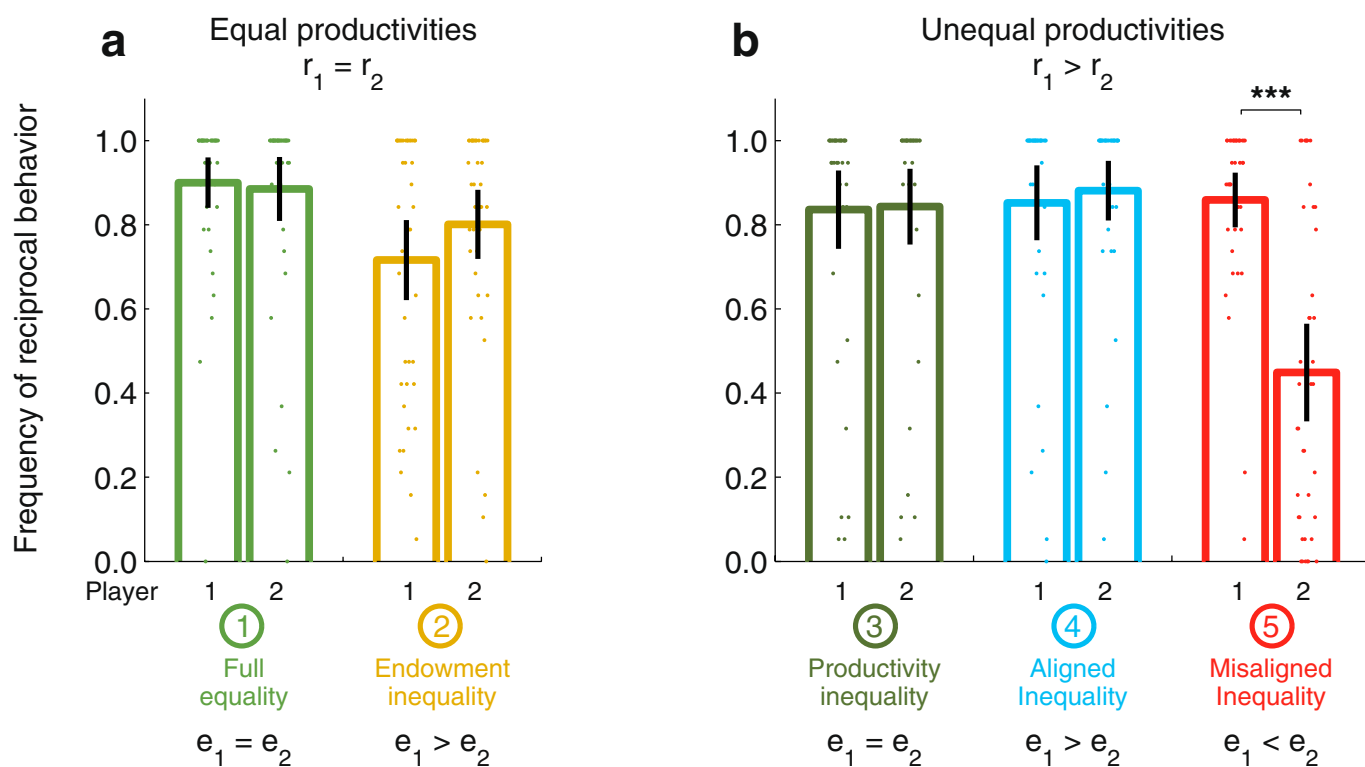 a
Equal productivities
r1 = r2
b
Unequal productivities
r1 > r2
***
Frequency of reciprocal behavior
1.0
0.8
0.6
0.4
0.2
0.0
1.0
0.8
0.6
0.4
0.2
0.0
Player 1 2 1 2
1 2 1 2 1 2
1
Full
equality
e1 = e2
2
Endowment
inequality
e1 > e2
3
Productivity
inequality
e1 = e2
4
Aligned
Inequality
e1 > e2
5
Misaligned
Inequality
e1 < e2